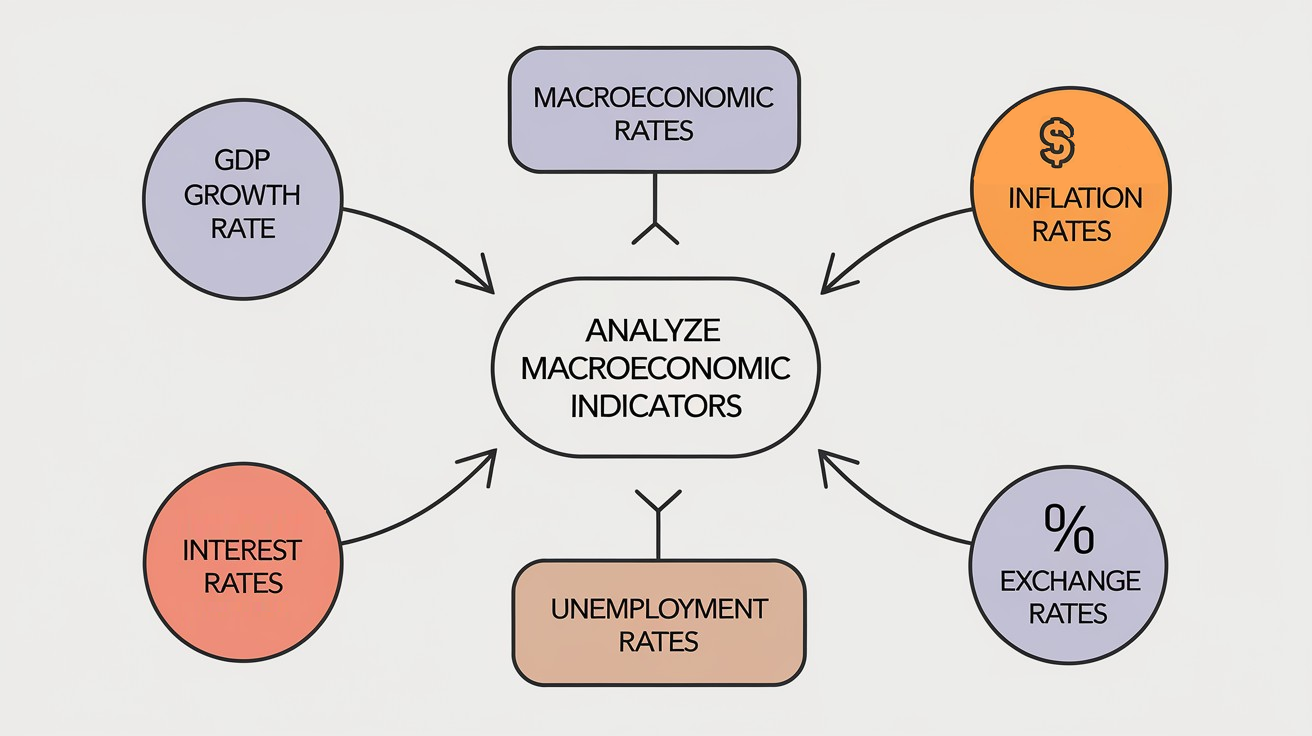 MACROECONOMIC
RATES
GDP
GROWTH
RATE
$
INFLATION
RATES
ANALYZE
MACROECONOMIC
INDICATORS
INTEREST
RATES
UNEMPLOYMENT
RATES
%
EXCHANGE
RATES